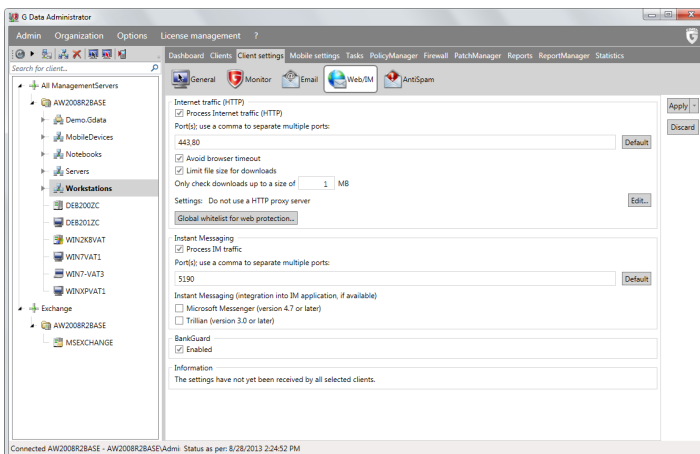 G Data Administrator
Admin Organization Options License management ?
Search for client...
All ManagementServers
AW2008R2BASE
Demo.Gdata
MobileDevices
Notebooks
Servers
Workstations
DEB200ZC
DEB201ZC
WIN2K8VAT
WIN7VAT1
WIN7-VAT3
WINXPVAT1
Exchange
AW2008R2BASE
MSEXCHANGE
Dashboard Clients Client settings Mobile settings Tasks PolicyManager Firewall PatchManager Reports ReportManager Statistics
General Monitor Email Web/IM AntiSpam
Internet traffic (HTTP)
Process Internet traffic (HTTP)
Port(s); use a comma to separate multiple ports:
443,80 Default
Avoid browser timeout
Limit file size for downloads
Only check downloads up to a size of 1 MB
Settings: Do not use a HTTP proxy server Edit...
Global whitelist for web protection...
Instant Messaging
Process IM traffic
Port(s); use a comma to separate multiple ports:
5190 Default
Instant Messaging (integration into IM application, if available)
Microsoft Messenger (version 4.7 or later)
Trillian (version 3.0 or later)
BankGuard
Enabled
Information
The settings have not yet been received by all selected clients.
Apply
Discard
Connected AW2008R2BASE - AW2008R2BASE\Admi Status as per: 8/28/2013 2:24:52 PM